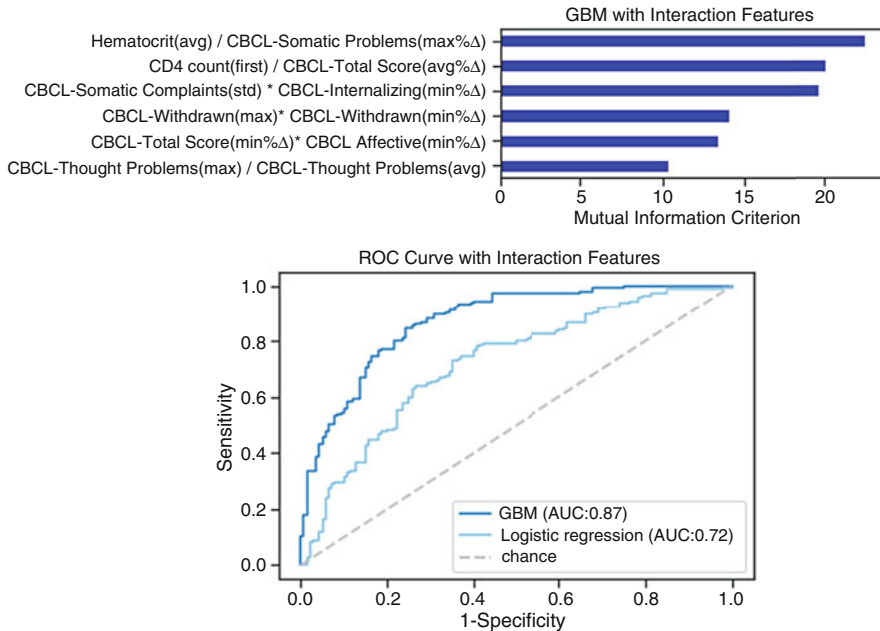 GBM with Interaction Features
Hematocrit(avg) / CBCL-Somatic Problems(max%Δ)
CD4 count(first) / CBCL-Total Score(avg%Δ)
CBCL-Somatic Complaints(std) * CBCL-Internalizing(min%Δ)
CBCL-Withdrawn(max)* CBCL-Withdrawn(min%Δ)
CBCL-Total Score(min%Δ)* CBCL Affective(min%Δ)
CBCL-Thought Problems(max) / CBCL-Thought Problems(avg)
0 5 10 15 20
Mutual Information Criterion
ROC Curve with Interaction Features
1.0
0.8
0.6
0.4
0.2
0.0
Sensitivity
GBM (AUC:0.87)
Logistic regression (AUC:0.72)
chance
0.0 0.2 0.4 0.6 0.8 1.0
1-Specificity